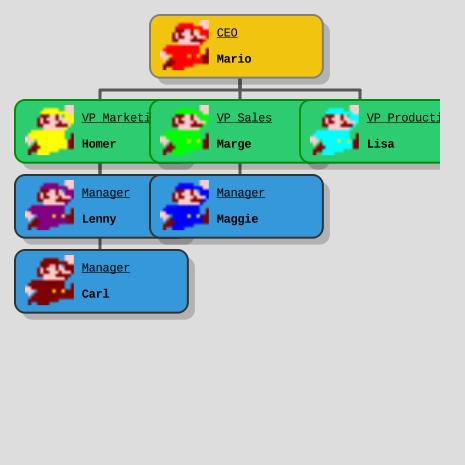 CEO
Mario
VP Marketi
Homer
VP Sales
Marge
VP Producti
Lisa
Manager
Lenny
Manager
Maggie
Manager
Carl